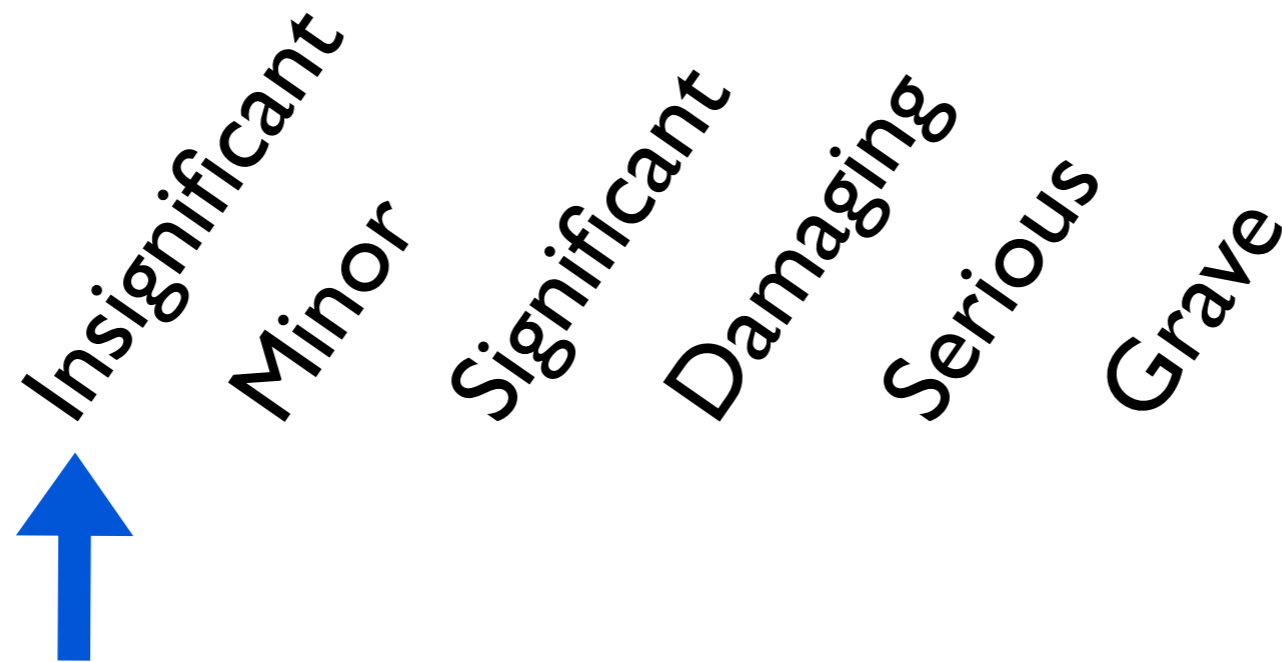 Insignificant
Minor
Significant
Damaging
Serious
Grave